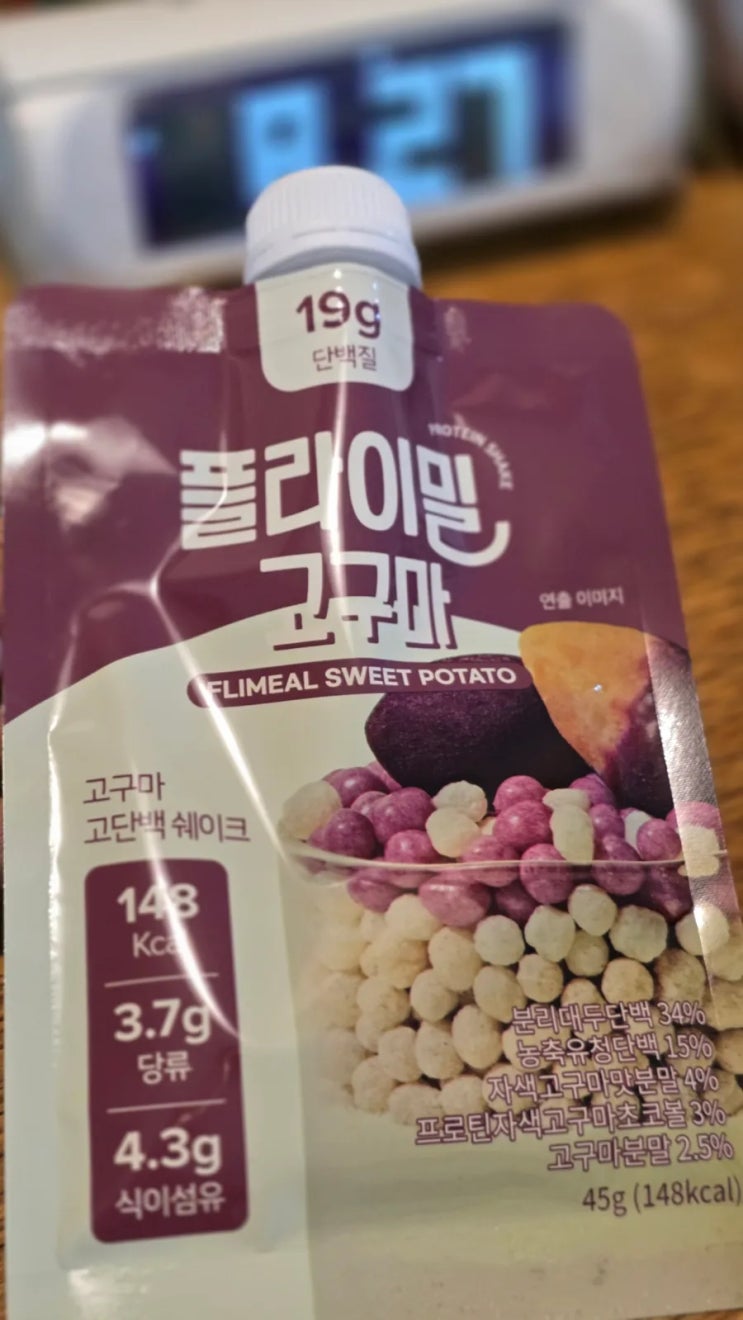 8:27
19g
단백질
PROTEIN SHAKE
플라이밀
고구마
연출 이미지
FLIMEAL SWEET POTATO
고구마
고단백 쉐이크
148
Kcal
3.7g
당류
4.3g
식이섬유
분리대두단백 34%
농축유청단백 15%
자색고구마맛분말 4%
프로틴자색고구마초코볼 3%
고구마분말 2.5%
45g (148kcal)